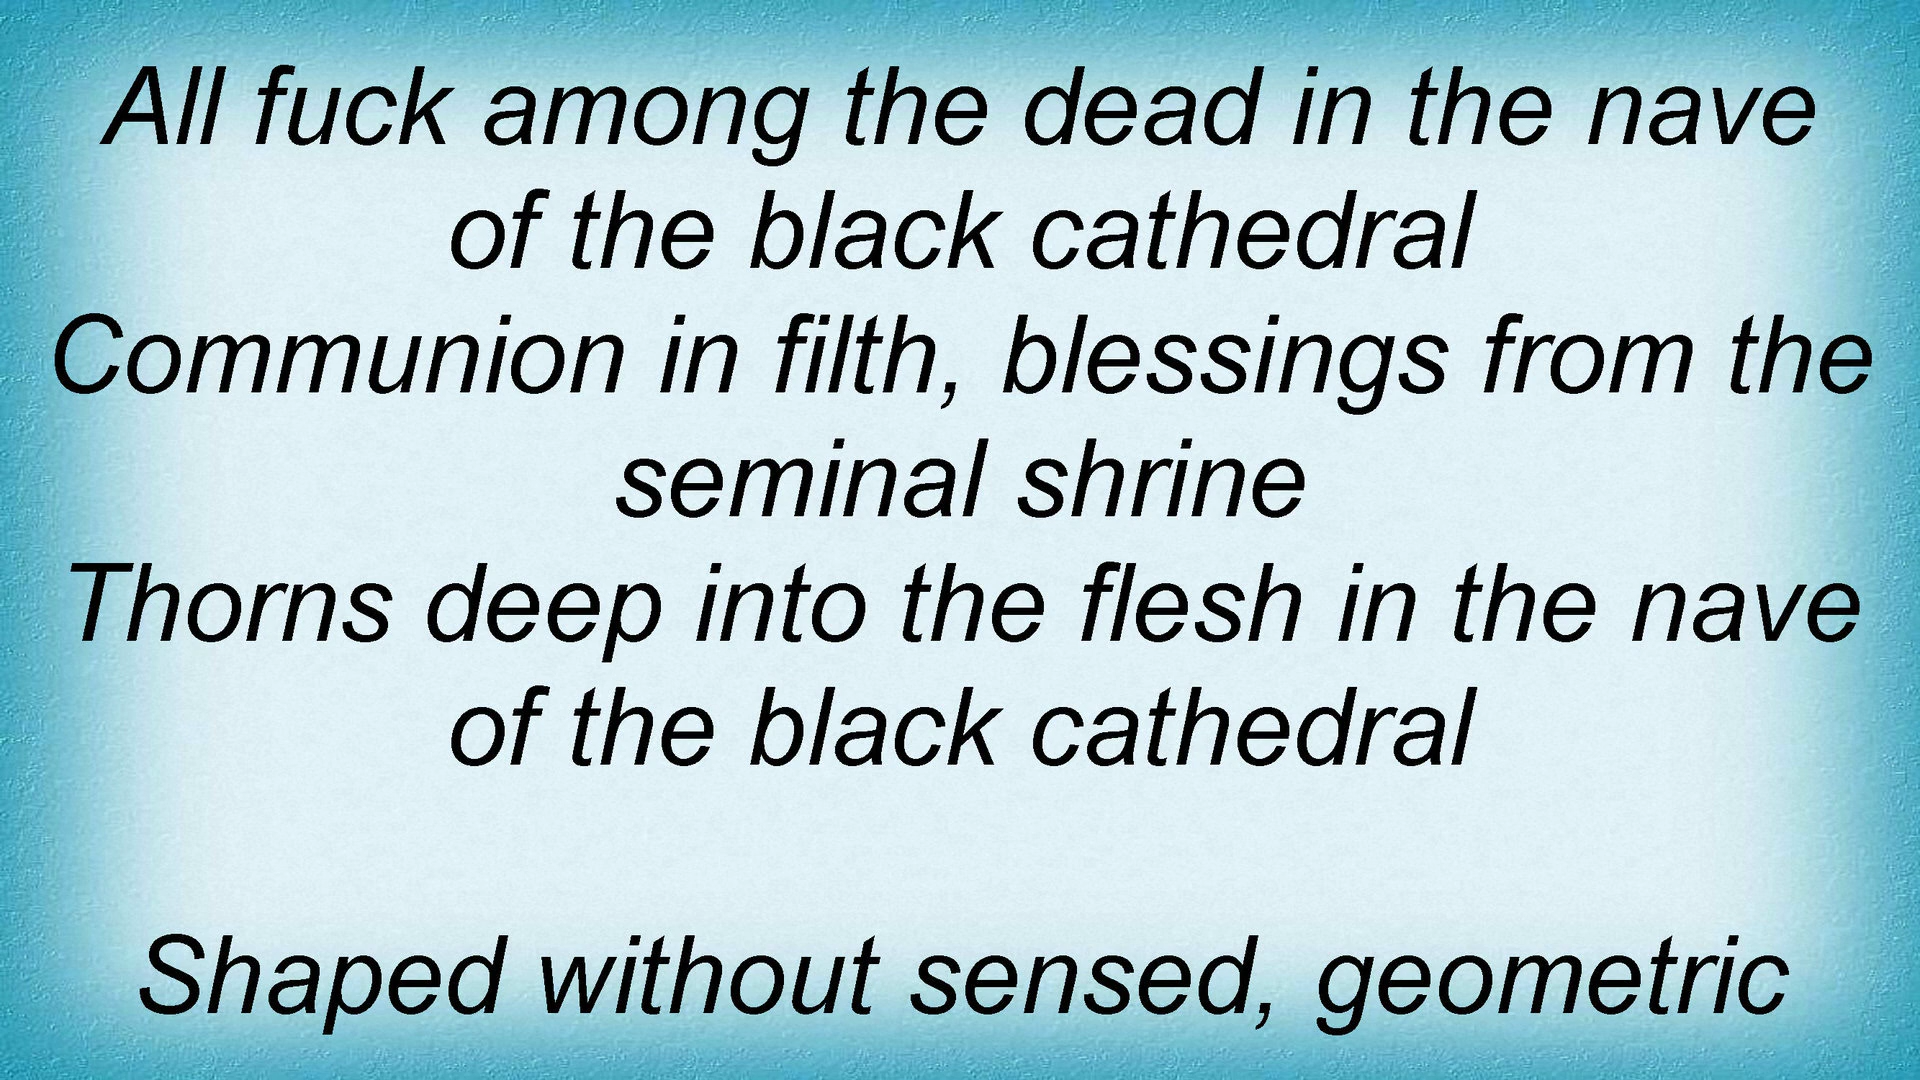 All fuck among the dead in the nave
of the black cathedral
Communion in filth, blessings from the
seminal shrine
Thorns deep into the flesh in the nave
of the black cathedral
Shaped without sensed, geometric